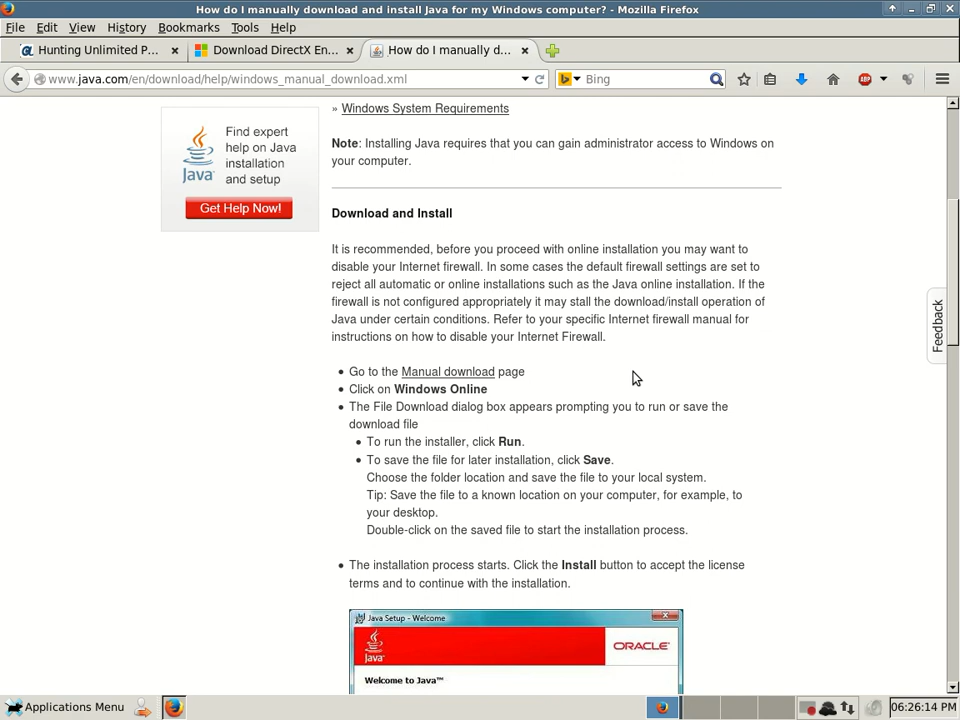 How do I manually download and install Java for my Windows computer? - Mozilla Firefox
File Edit View History Bookmarks Tools Help
Hunting Unlimited P... Download DirectX En... How do I manually d...
www.java.com/en/download/help/windows_manual_download.xml Bing ABP
» Windows System Requirements
Find expert
help on Java
installation
and setup
Java
Get Help Now!
Note: Installing Java requires that you can gain administrator access to Windows on
your computer.
Download and Install
It is recommended, before you proceed with online installation you may want to
disable your Internet firewall. In some cases the default firewall settings are set to
reject all automatic or online installations such as the Java online installation. If the
firewall is not configured appropriately it may stall the download/install operation of
Java under certain conditions. Refer to your specific Internet firewall manual for
instructions on how to disable your Internet Firewall.
Feedback
• Go to the Manual download page
• Click on Windows Online
• The File Download dialog box appears prompting you to run or save the
download file
• To run the installer, click Run.
• To save the file for later installation, click Save.
Choose the folder location and save the file to your local system.
Tip: Save the file to a known location on your computer, for example, to
your desktop.
Double-click on the saved file to start the installation process.
• The installation process starts. Click the Install button to accept the license
terms and to continue with the installation.
Java Setup - Welcome
Java ORACLE
Welcome to Java™
Applications Menu 06:26:14 PM